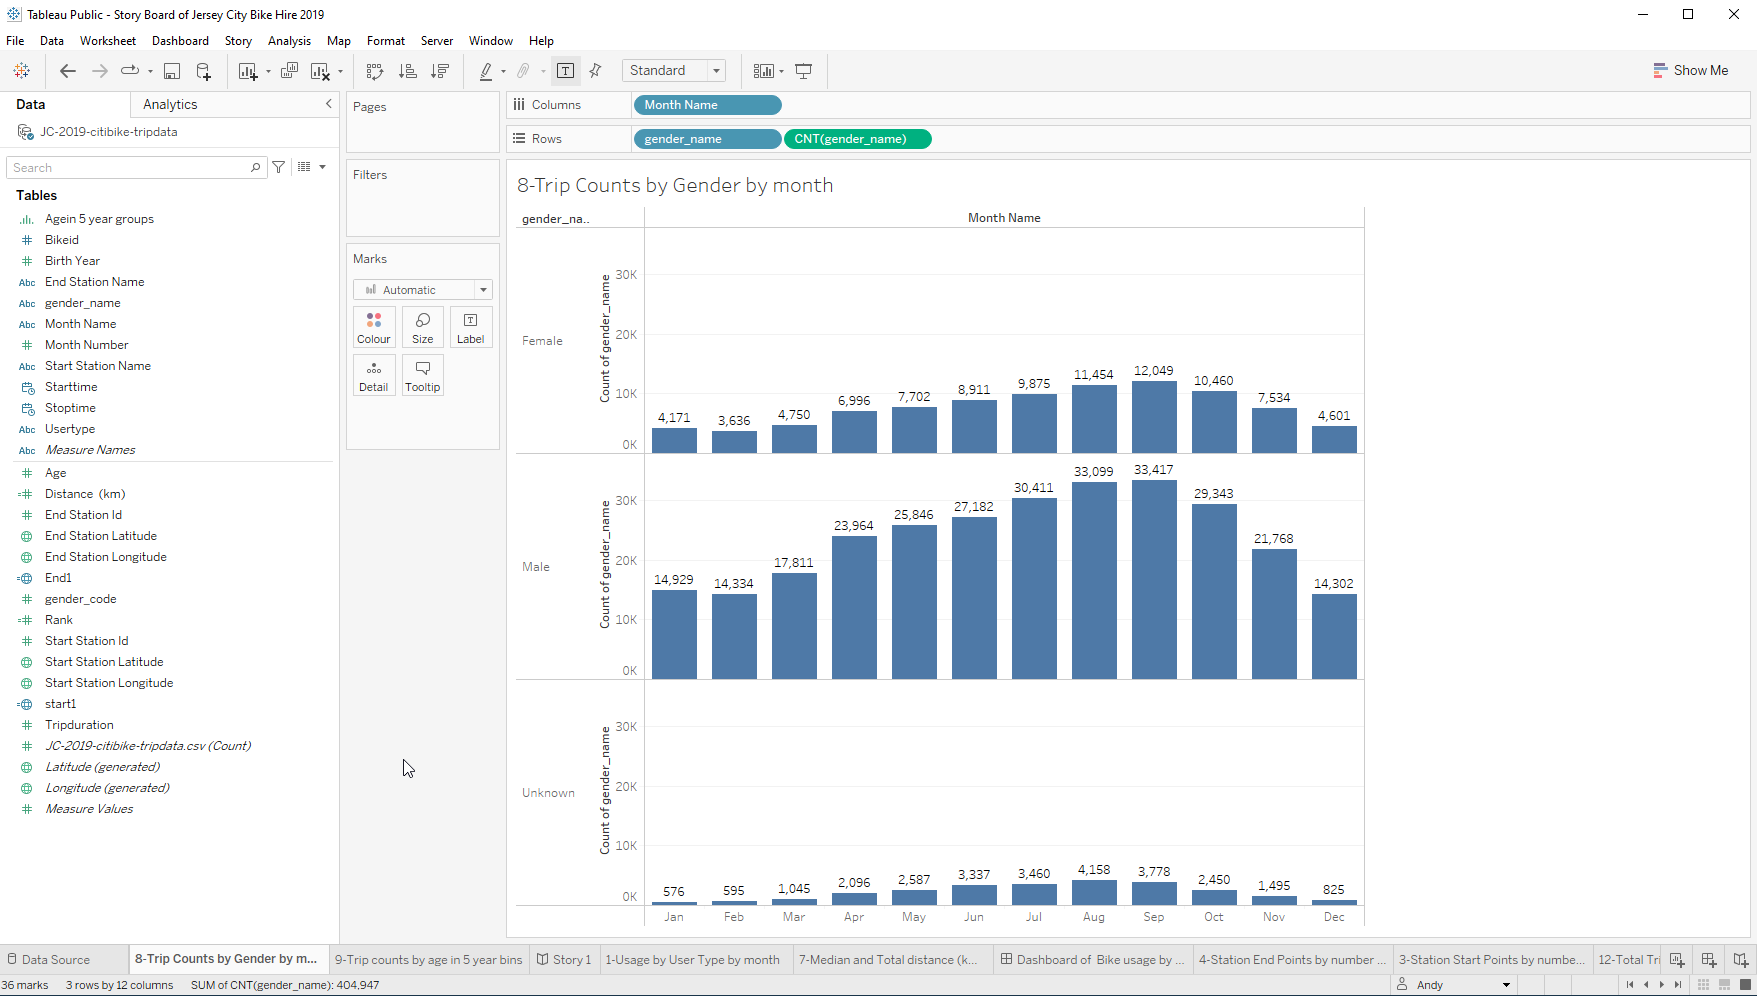 Tableau Public - Story Board of Jersey City Bike Hire 2019
File Data Worksheet Dashboard Story Analysis Map Format Server Window Help
Standard
Show Me
Data Analytics
JC-2019-citibike-tripdata
Search
Tables
Agein 5 year groups
# Bikeid
# Birth Year
Abc End Station Name
Abc gender_name
Abc Month Name
# Month Number
Abc Start Station Name
Starttime
Stoptime
Abc Usertype
Abc Measure Names
# Age
=# Distance (km)
# End Station Id
End Station Latitude
End Station Longitude
= End1
# gender_code
=# Rank
# Start Station Id
Start Station Latitude
Start Station Longitude
= start1
# Tripduration
# JC-2019-citibike-tripdata.csv (Count)
Latitude (generated)
Longitude (generated)
# Measure Values
Pages
Filters
Marks
Automatic
Colour Size Label
Detail Tooltip
Columns Month Name
Rows gender_name CNT(gender_name)
8-Trip Counts by Gender by month
gender_na.. Month Name
Female
Count of gender_name
30K
20K
10K
0K
4,171 3,636 4,750 6,996 7,702 8,911 9,875 11,454 12,049 10,460 7,534 4,601
Male
Count of gender_name
30K
20K
10K
0K
14,929 14,334 17,811 23,964 25,846 27,182 30,411 33,099 33,417 29,343 21,768 14,302
Unknown
Count of gender_name
30K
20K
10K
0K
576 595 1,045 2,096 2,587 3,337 3,460 4,158 3,778 2,450 1,495 825
Jan Feb Mar Apr May Jun Jul Aug Sep Oct Nov Dec
Data Source 8-Trip Counts by Gender by m... 9-Trip counts by age in 5 year bins Story 1 1-Usage by User Type by month 7-Median and Total distance (k... Dashboard of Bike usage by ... 4-Station End Points by number ... 3-Station Start Points by numbe... 12-Total Tri
36 marks 3 rows by 12 columns SUM of CNT(gender_name): 404,947 Andy